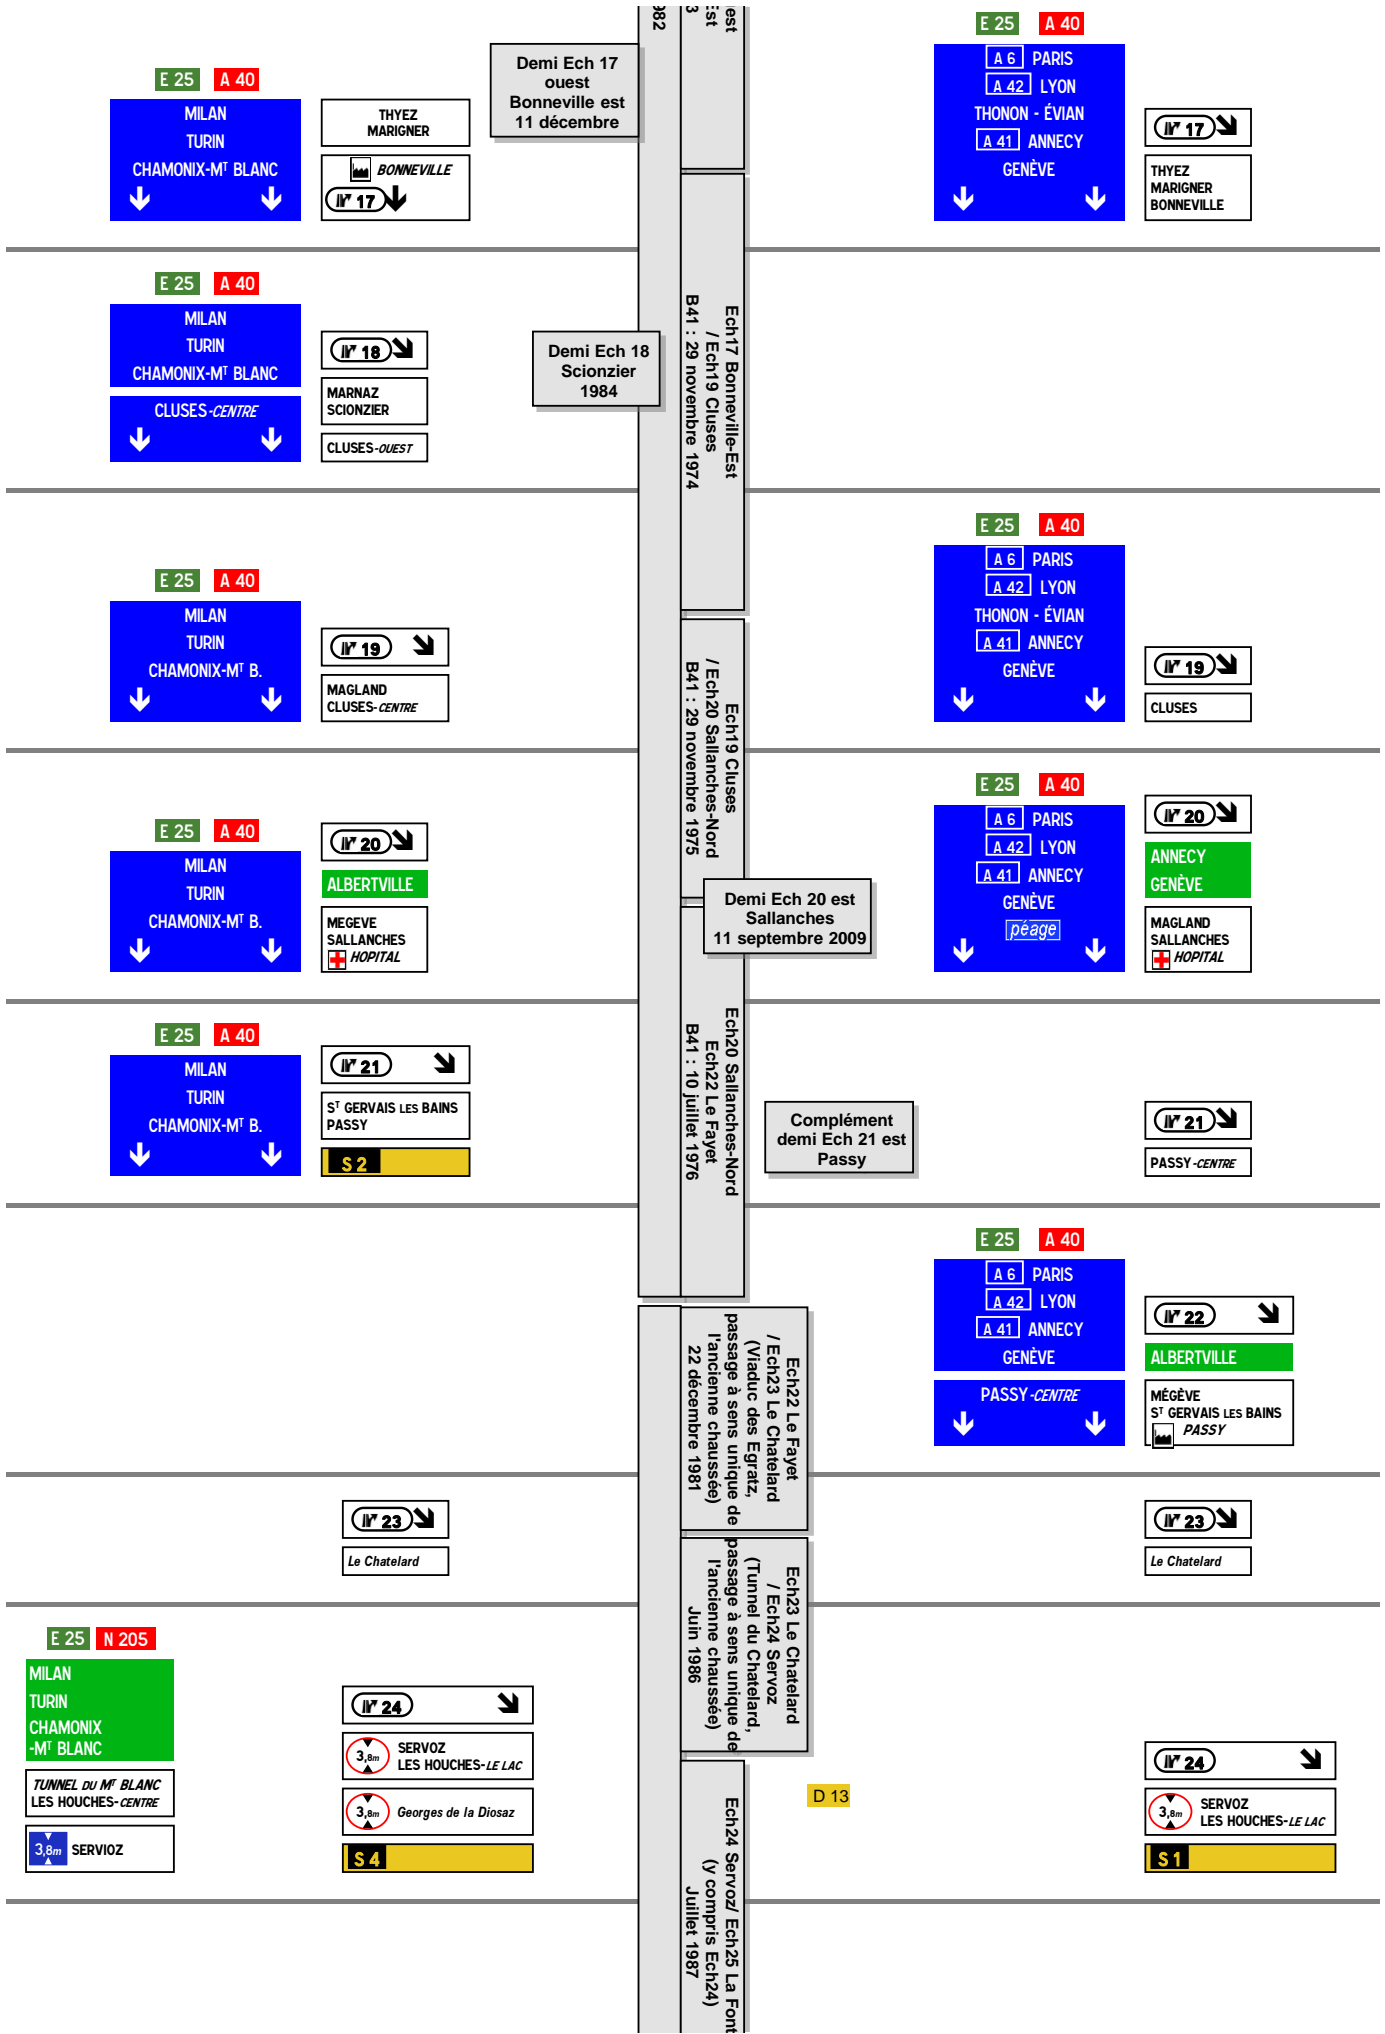 982
est
Est
3
Demi Ech 17
ouest
Bonneville est
11 décembre
E 25 A 40
MILAN
TURIN
CHAMONIX-MT BLANC
THYEZ
MARIGNER
BONNEVILLE
17
E 25 A 40
A 6 PARIS
A 42 LYON
THONON - ÉVIAN
A 41 ANNECY
GENÈVE
17
THYEZ
MARIGNER
BONNEVILLE
Ech17 Bonneville-Est
/ Ech19 Cluses
B41 : 29 novembre 1974
E 25 A 40
MILAN
TURIN
CHAMONIX-MT BLANC
CLUSES-CENTRE
18
MARNAZ
SCIONZIER
CLUSES-OUEST
Demi Ech 18
Scionzier
1984
E 25 A 40
MILAN
TURIN
CHAMONIX-MT B.
19
MAGLAND
CLUSES-CENTRE
Ech19 Cluses
/ Ech20 Sallanches-Nord
B41 : 29 novembre 1975
E 25 A 40
A 6 PARIS
A 42 LYON
THONON - ÉVIAN
A 41 ANNECY
GENÈVE
19
CLUSES
E 25 A 40
MILAN
TURIN
CHAMONIX-MT B.
20
ALBERTVILLE
MEGEVE
SALLANCHES
HOPITAL
Demi Ech 20 est
Sallanches
11 septembre 2009
E 25 A 40
A 6 PARIS
A 42 LYON
A 41 ANNECY
GENÈVE
péage
20
ANNECY
GENÈVE
MAGLAND
SALLANCHES
HOPITAL
E 25 A 40
MILAN
TURIN
CHAMONIX-MT B.
21
ST GERVAIS LES BAINS
PASSY
S 2
Ech20 Sallanches-Nord
Ech22 Le Fayet
B41 : 10 juillet 1976
Complément
demi Ech 21 est
Passy
21
PASSY-CENTRE
E 25 A 40
A 6 PARIS
A 42 LYON
A 41 ANNECY
GENÈVE
PASSY-CENTRE
22
ALBERTVILLE
MÉGÈVE
ST GERVAIS LES BAINS
PASSY
Ech22 Le Fayet
/ Ech23 Le Chatelard
(Viaduc des Egratz,
passage à sens unique de
l'ancienne chaussée)
22 décembre 1981
23
Le Chatelard
23
Le Chatelard
Ech23 Le Chatelard
/ Ech24 Servoz
(Tunnel du Chatelard,
passage à sens unique de
l'ancienne chaussée)
Juin 1986
E 25 N 205
MILAN
TURIN
CHAMONIX
-MT BLANC
TUNNEL DU MT BLANC
LES HOUCHES-CENTRE
3,8m SERVIOZ
24
3,8m SERVOZ
LES HOUCHES-LE LAC
3,8m Georges de la Diosaz
S 4
D 13
24
3,8m SERVOZ
LES HOUCHES-LE LAC
S 1
Ech24 Servoz/ Ech25 La Font
(y compris Ech24)
Juillet 1987